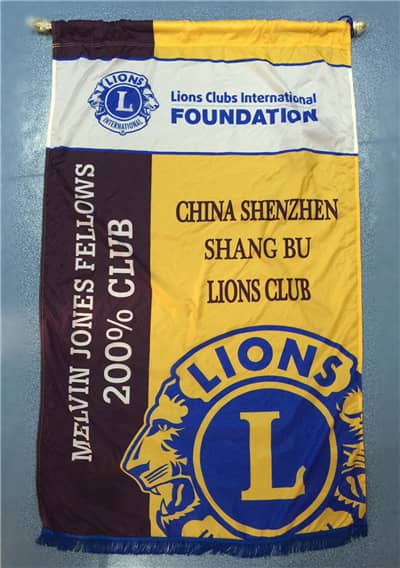 LIONS
L
INTERNATIONAL
Lions Clubs International
FOUNDATION
MELVIN JONES FELLOWS
200% CLUB
CHINA SHENZHEN
SHANG BU
LIONS CLUB
LIONS
L